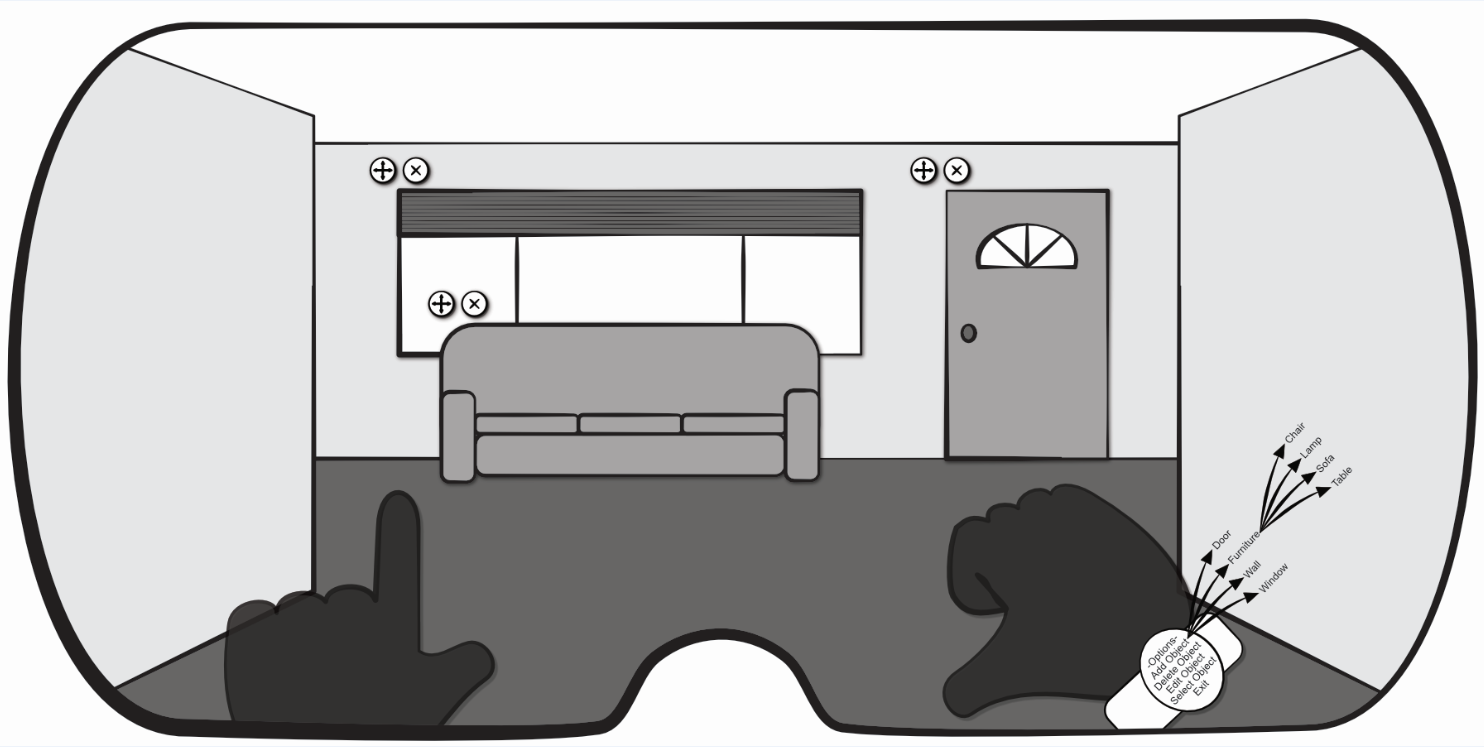 Chair
Lamp
Sofa
Table
Door
Furniture
Wall
Window
-Options-
Add Object
Delete Object
Edit Object
Select Object
Exit